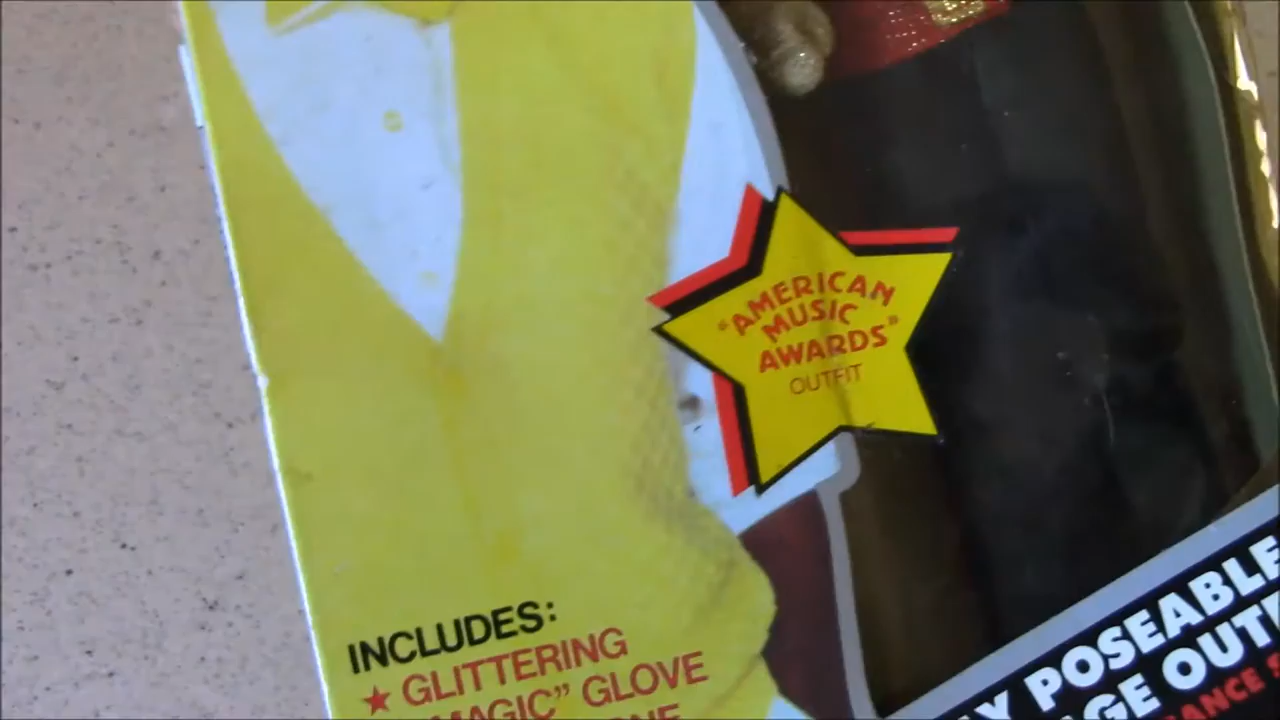 "AMERICAN
MUSIC
AWARDS"
OUTFIT
INCLUDES:
★ GLITTERING
MAGIC" GLOVE
POSEABLE